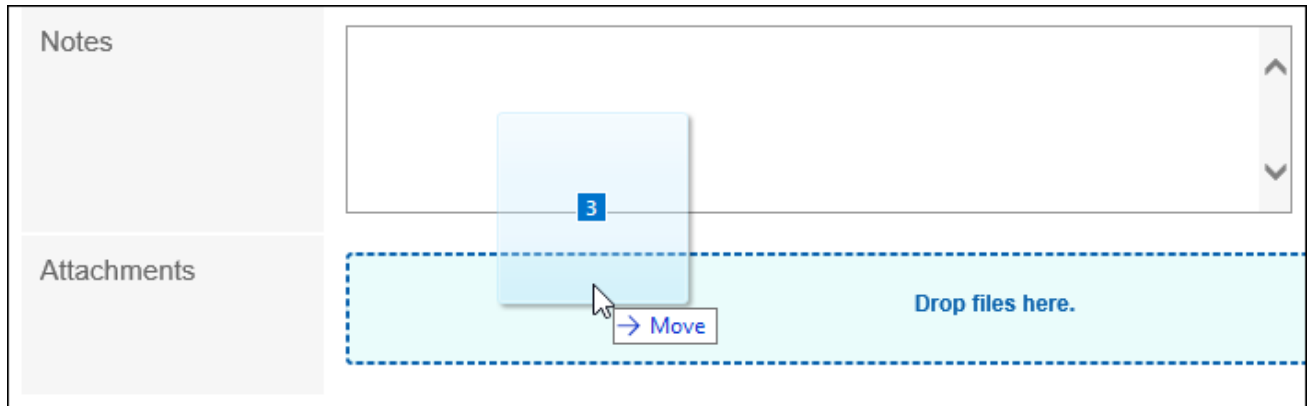 Notes
3
Attachments
Drop files here.
→ Move